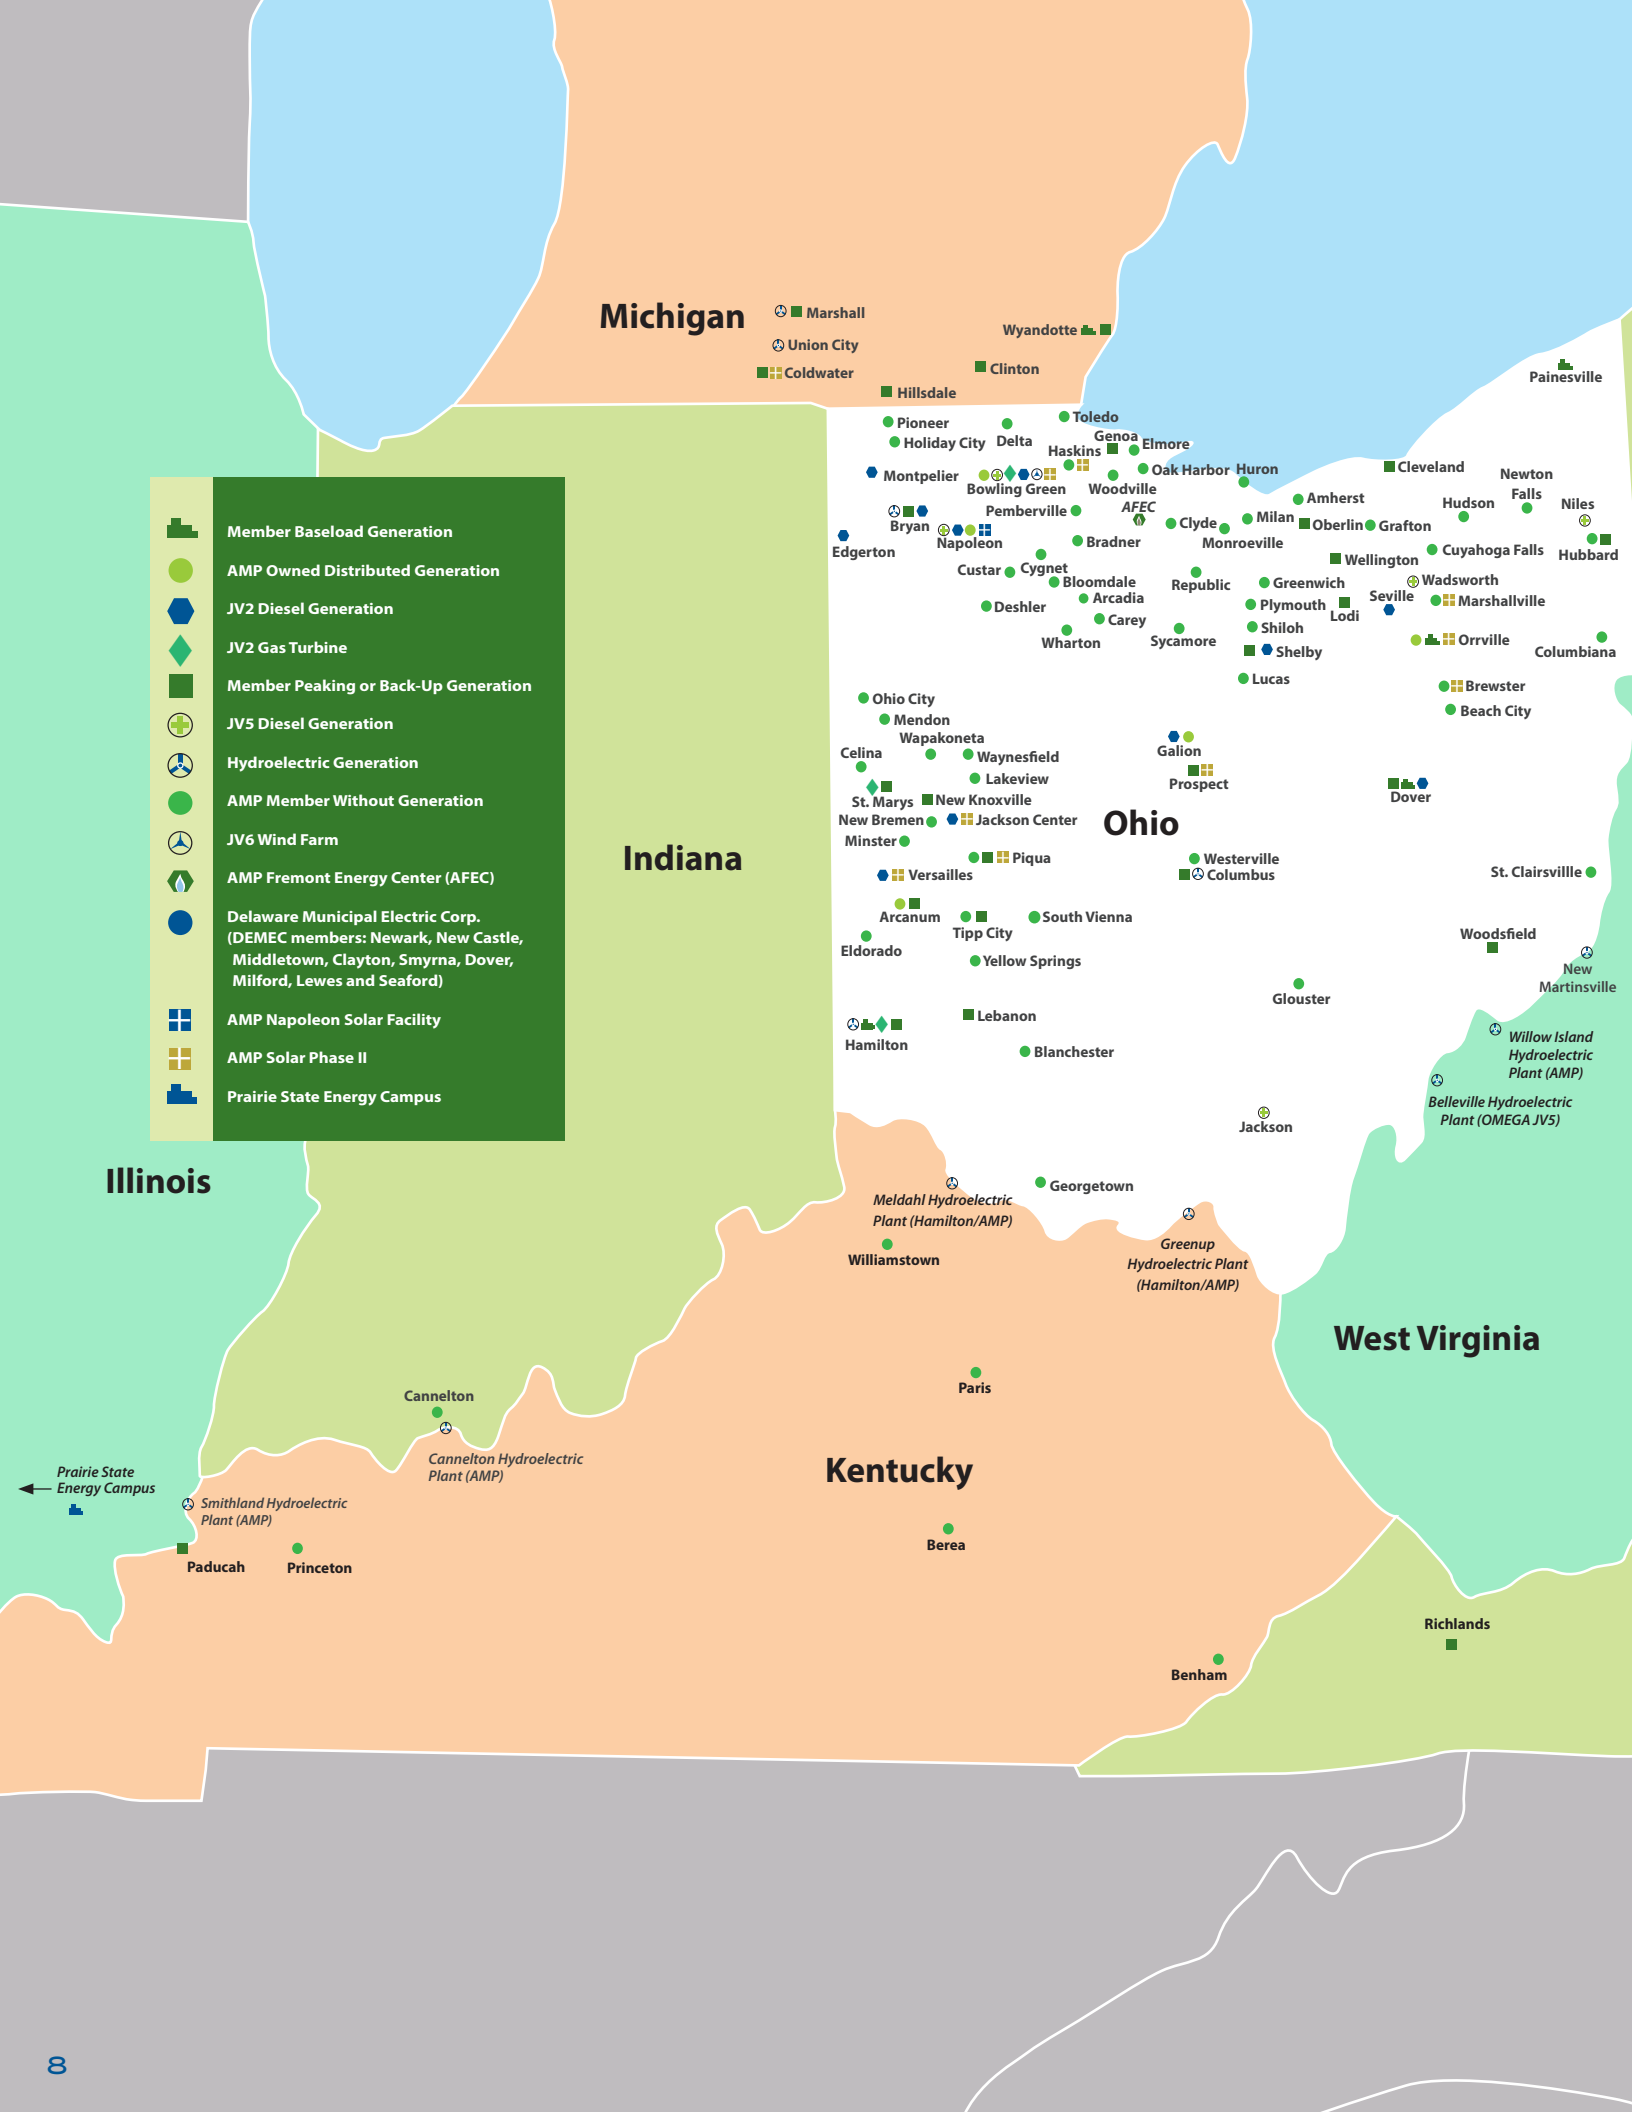 Michigan
Marshall
Union City
Coldwater
Wyandotte
Clinton
Hillsdale
Painesville
Pioneer
Holiday City
Delta
Toledo
Genoa
Elmore
Haskins
Montpelier
Bowling Green
Woodville
Oak Harbor
Huron
Cleveland
Newton
Falls
Niles
Hudson
Amherst
AFEC
Pemberville
Bryan
Napoleon
Edgerton
Clyde
Milan
Monroeville
Oberlin
Grafton
Cuyahoga Falls
Hubbard
Bradner
Custar
Cygnet
Bloomdale
Arcadia
Republic
Greenwich
Wellington
Wadsworth
Seville
Marshallville
Deshler
Carey
Plymouth
Lodi
Wharton
Sycamore
Shiloh
Shelby
Orrville
Columbiana
Lucas
Brewster
Beach City
Ohio City
Mendon
Wapakoneta
Celina
Waynesfield
Lakeview
Galion
Prospect
Dover
St. Marys
New Knoxville
New Bremen
Jackson Center
Minster
Ohio
Piqua
Westerville
Columbus
Versailles
St. Clairsvillle
Arcanum
Tipp City
South Vienna
Eldorado
Yellow Springs
Woodsfield
New
Martinsville
Glouster
Lebanon
Hamilton
Blanchester
Willow Island
Hydroelectric
Plant (AMP)
Belleville Hydroelectric
Plant (OMEGA JV5)
Jackson
Indiana
Member Baseload Generation
AMP Owned Distributed Generation
JV2 Diesel Generation
JV2 Gas Turbine
Member Peaking or Back-Up Generation
JV5 Diesel Generation
Hydroelectric Generation
AMP Member Without Generation
JV6 Wind Farm
AMP Fremont Energy Center (AFEC)
Delaware Municipal Electric Corp.
(DEMEC members: Newark, New Castle,
Middletown, Clayton, Smyrna, Dover,
Milford, Lewes and Seaford)
AMP Napoleon Solar Facility
AMP Solar Phase II
Prairie State Energy Campus
Illinois
Meldahl Hydroelectric
Plant (Hamilton/AMP)
Georgetown
Williamstown
Greenup
Hydroelectric Plant
(Hamilton/AMP)
West Virginia
Paris
Cannelton
Cannelton Hydroelectric
Plant (AMP)
Kentucky
Prairie State
Energy Campus
Smithland Hydroelectric
Plant (AMP)
Paducah
Princeton
Berea
Richlands
Benham
8